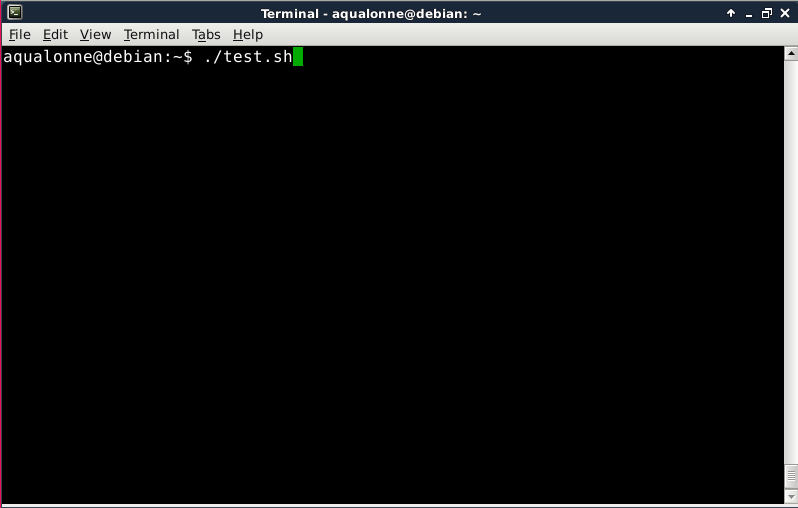 Terminal - aqualonne@debian: ~
File Edit View Terminal Tabs Help
aqualonne@debian:~$ ./test.sh